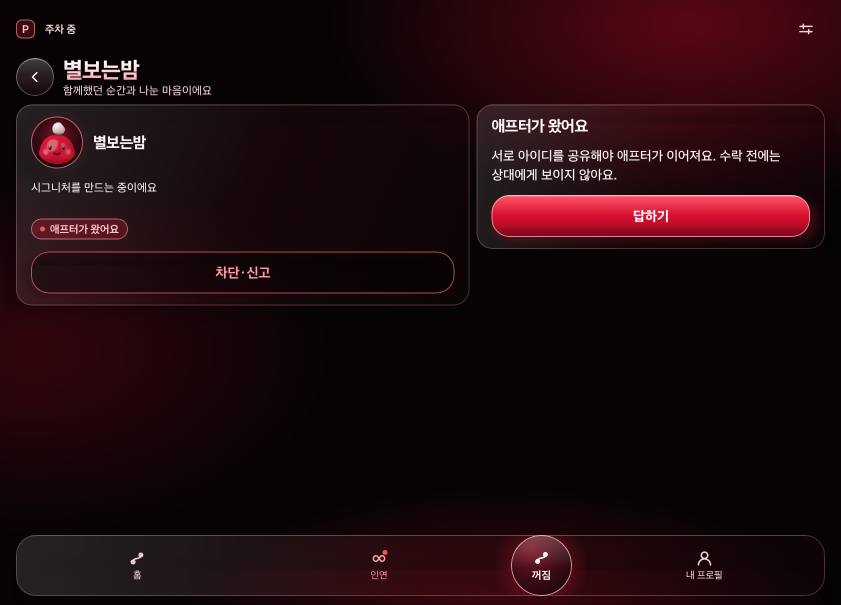 P 주차 중
별보는밤
함께했던 순간과 나눈 마음이에요
별보는밤
시그니처를 만드는 중이에요
애프터가 왔어요
차단·신고
애프터가 왔어요
서로 아이디를 공유해야 애프터가 이어져요. 수락 전에는
상대에게 보이지 않아요.
답하기
홈
인연
꺼짐
내 프로필